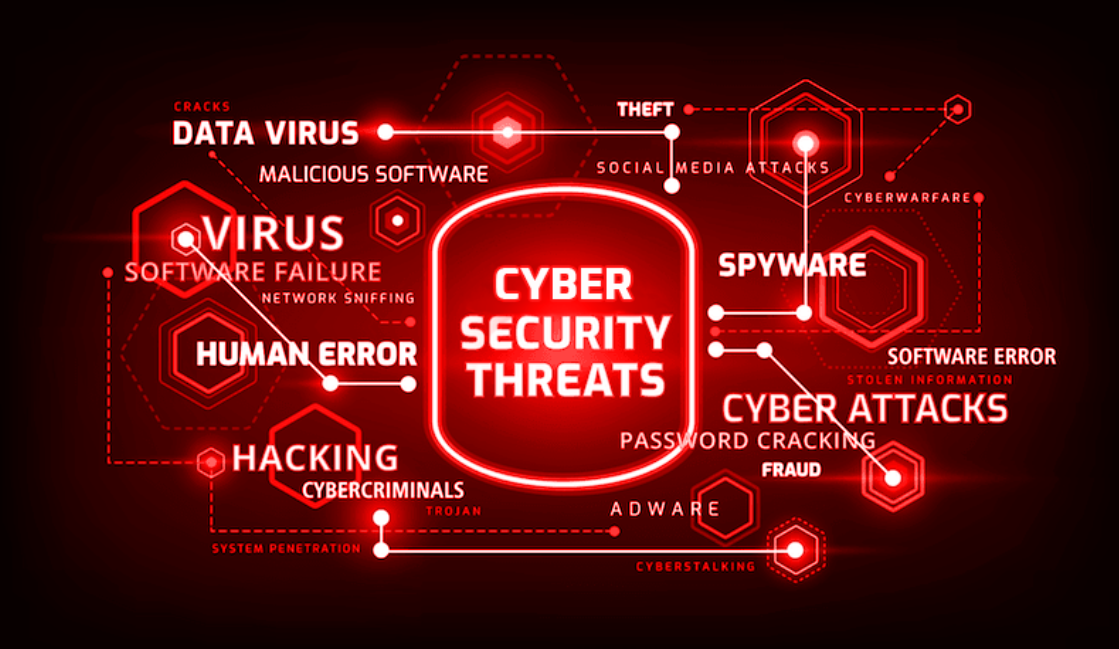 CRACKS
DATA VIRUS
MALICIOUS SOFTWARE
VIRUS
SOFTWARE FAILURE
NETWORK SNIFFING
HUMAN ERROR
HACKING
CYBERCRIMINALS
TROJAN
SYSTEM PENETRATION
CYBER
SECURITY
THREATS
THEFT
SOCIAL MEDIA ATTACKS
CYBERWARFARE
SPYWARE
SOFTWARE ERROR
STOLEN INFORMATION
CYBER ATTACKS
PASSWORD CRACKING
FRAUD
ADWARE
CYBERSTALKING